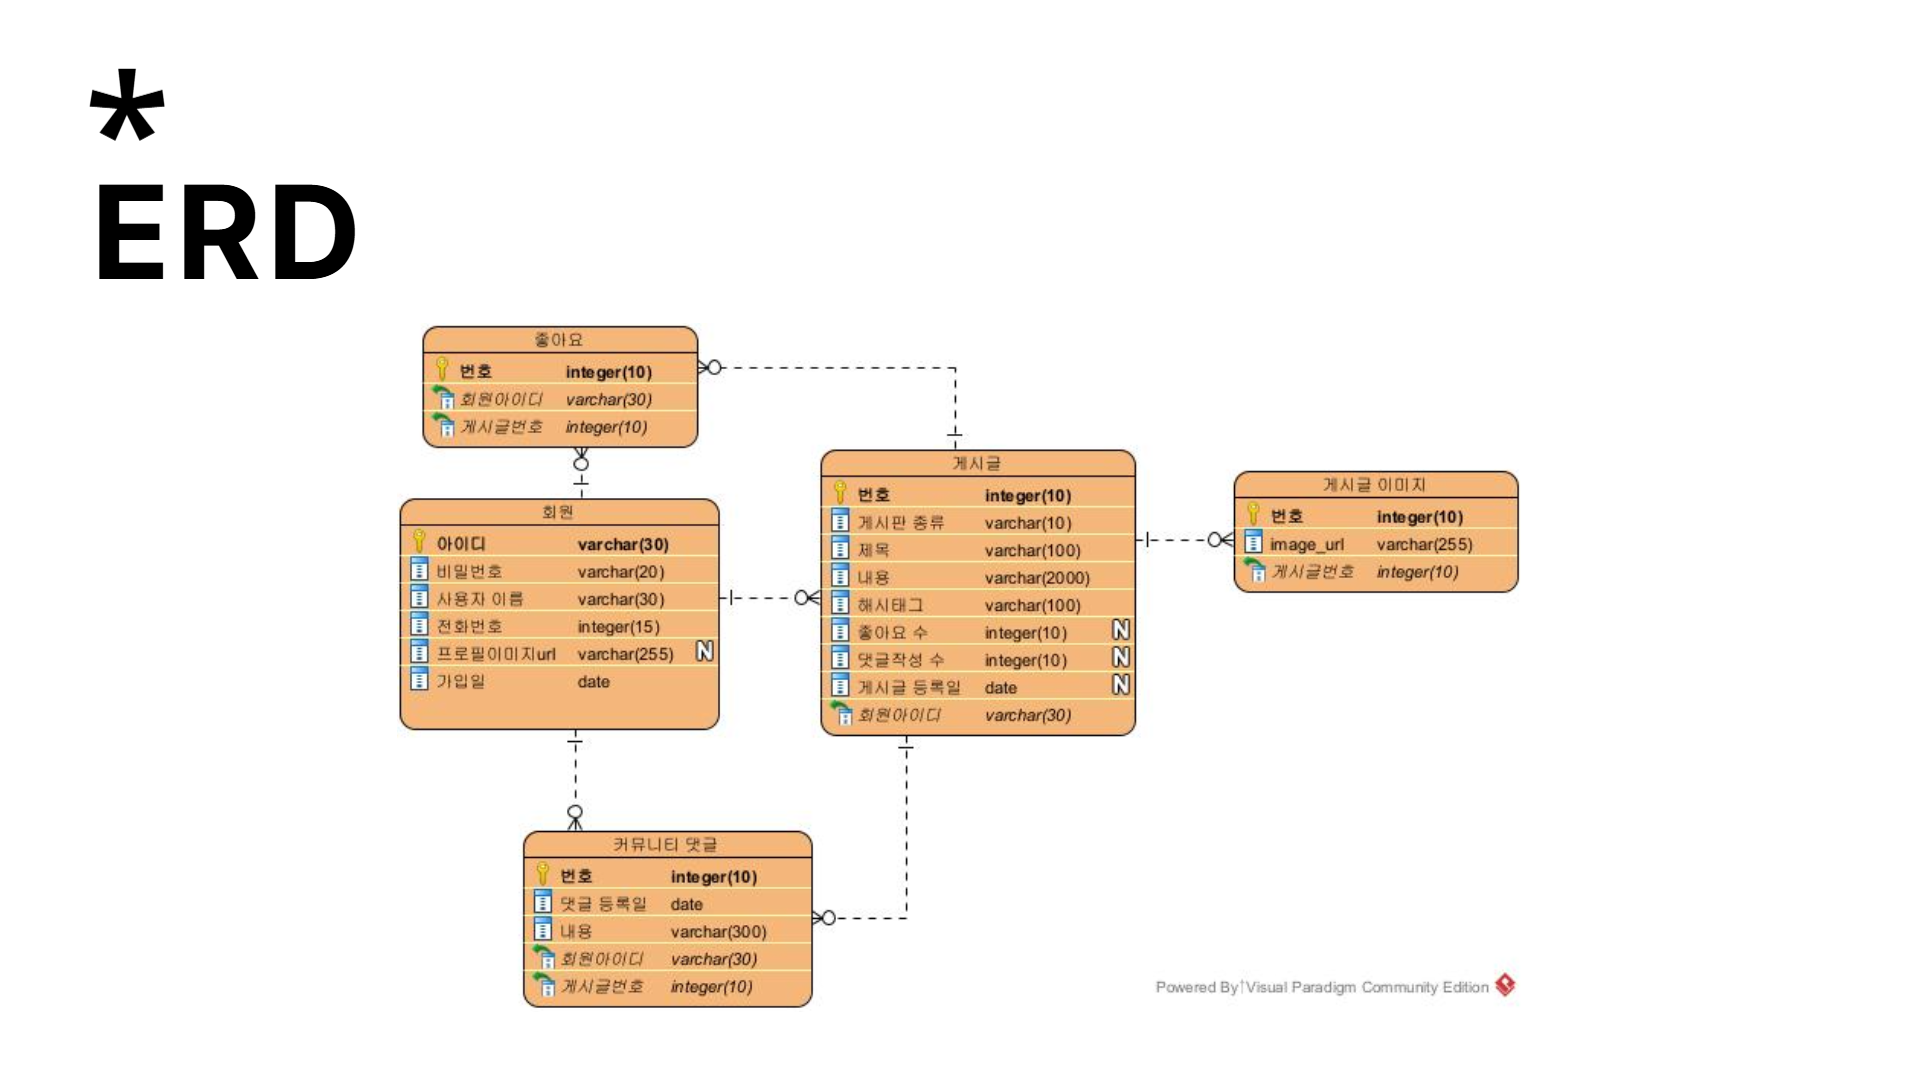 *
ERD
좋아요
번호 integer(10)
회원아이디 varchar(30)
게시글번호 integer(10)
회원
아이디 varchar(30)
비밀번호 varchar(20)
사용자 이름 varchar(30)
전화번호 integer(15)
프로필이미지url varchar(255) N
가입일 date
게시글
번호 integer(10)
게시판 종류 varchar(10)
제목 varchar(100)
내용 varchar(2000)
해시태그 varchar(100)
좋아요 수 integer(10) N
댓글작성 수 integer(10) N
게시글 등록일 date N
회원아이디 varchar(30)
게시글 이미지
번호 integer(10)
image_url varchar(255)
게시글번호 integer(10)
커뮤니티 댓글
번호 integer(10)
댓글 등록일 date
내용 varchar(300)
회원아이디 varchar(30)
게시글번호 integer(10)
Powered By Visual Paradigm Community Edition